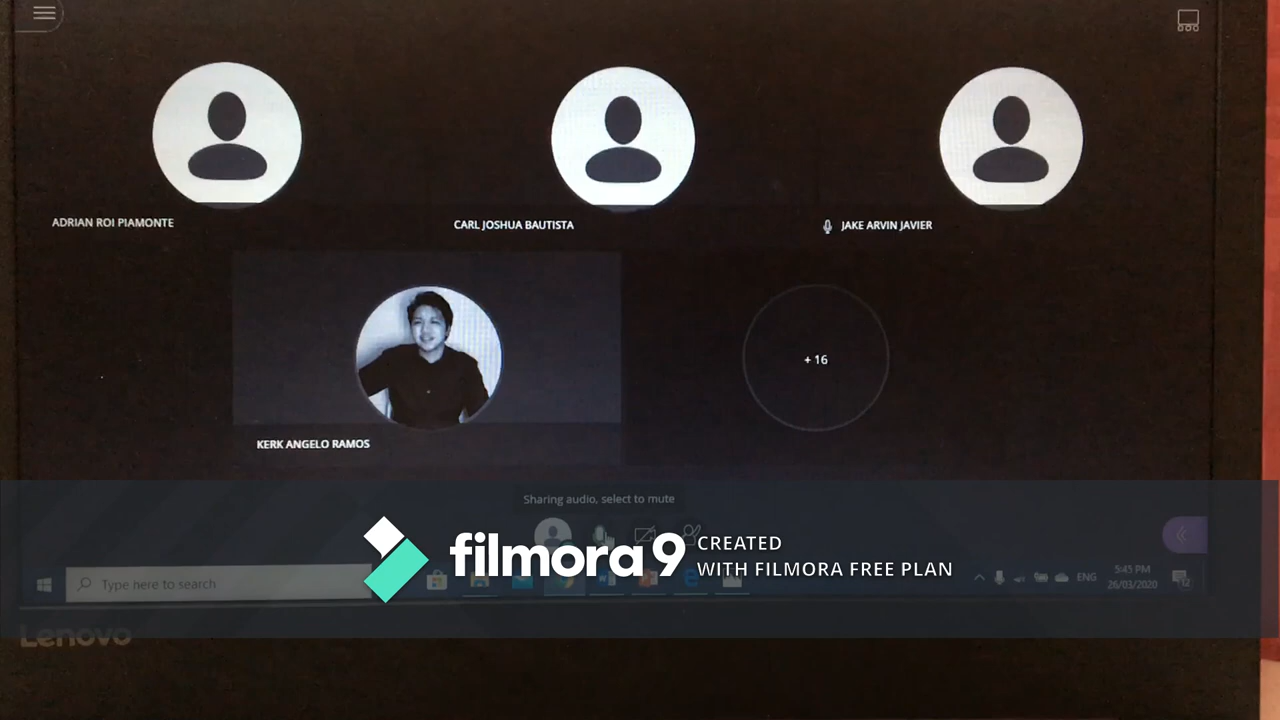 ADRIAN ROI PIAMONTE
CARL JOSHUA BAUTISTA
JAKE ARVIN JAVIER
KERK ANGELO RAMOS
+ 16
Sharing audio, select to mute
filmora9 CREATED
WITH FILMORA FREE PLAN
Type here to search
ENG
5:45 PM
26/03/2020
12
Lenovo